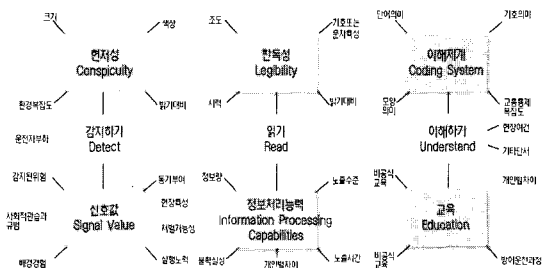 크기
색상
현저성
Conspicuity
환경복잡도
밝기대비
감지하기
Detect
운전자부하
감지된위험
동기부여
현장특성
사회적관습과
규범
신호값
Signal Value
처벌가능성
배경경험
실행노력
조도
기호또는
문자특성
판독성
Legibility
시력
밝기대비
읽기
Read
정보량
노출수준
정보처리능력
Information Processing
Capabilities
불확실성
개인별차이
노출시간
단어의미
기호의미
이해체계
Coding System
모양
의미
교통통제
복잡도
이해하기
Understand
현장여건
기타단서
비공식
교육
개인별차이
교육
Education
비공식
교육
방어운전과정